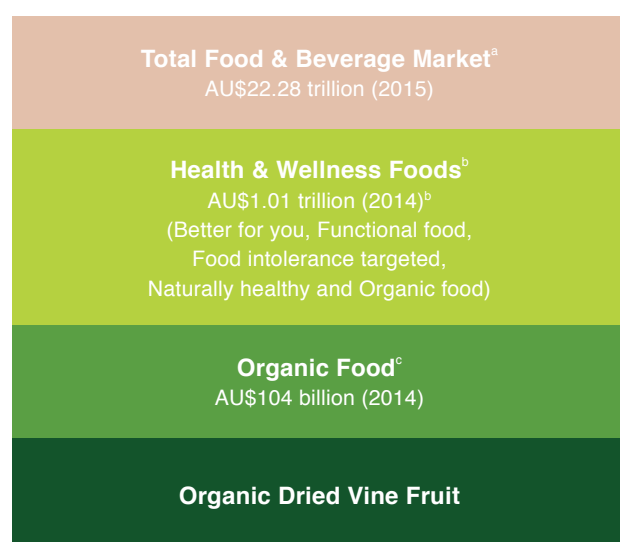 Total Food & Beverage Marketᵃ
AU$22.28 trillion (2015)
Health & Wellness Foodsᵇ
AU$1.01 trillion (2014)ᵇ
(Better for you, Functional food,
Food intolerance targeted,
Naturally healthy and Organic food)
Organic Foodᶜ
AU$104 billion (2014)
Organic Dried Vine Fruit